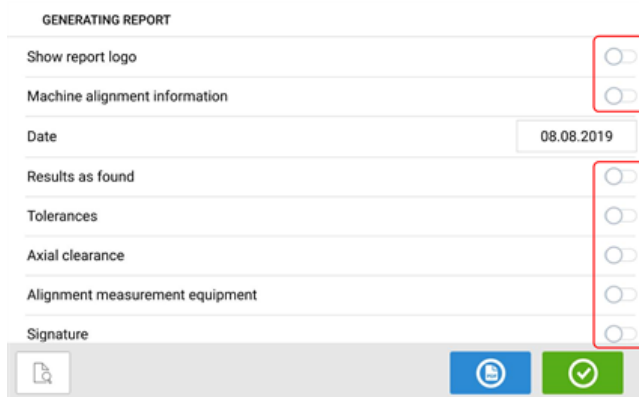 GENERATING REPORT
Show report logo
Machine alignment information
Date 08.08.2019
Results as found
Tolerances
Axial clearance
Alignment measurement equipment
Signature